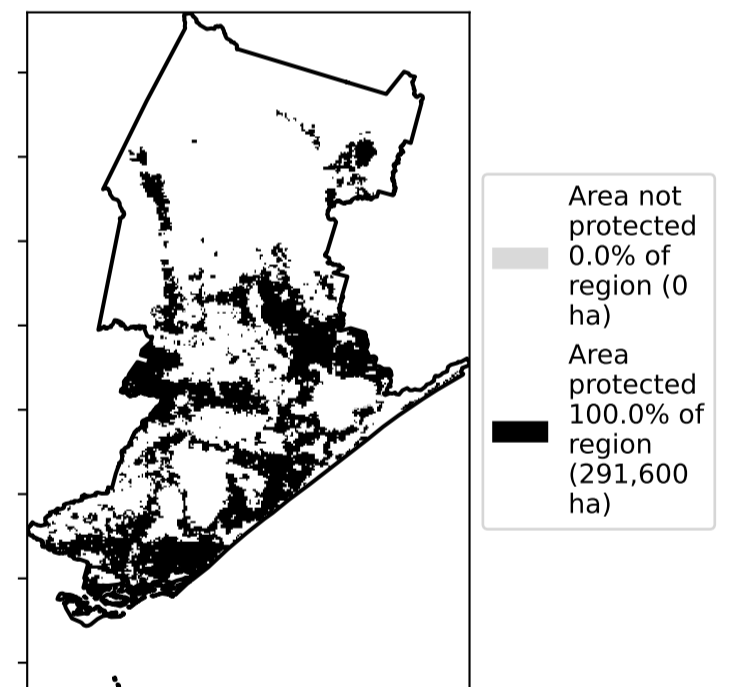 Area not
protected
0.0% of
region (0
ha)
Area
protected
100.0% of
region
(291,600
ha)